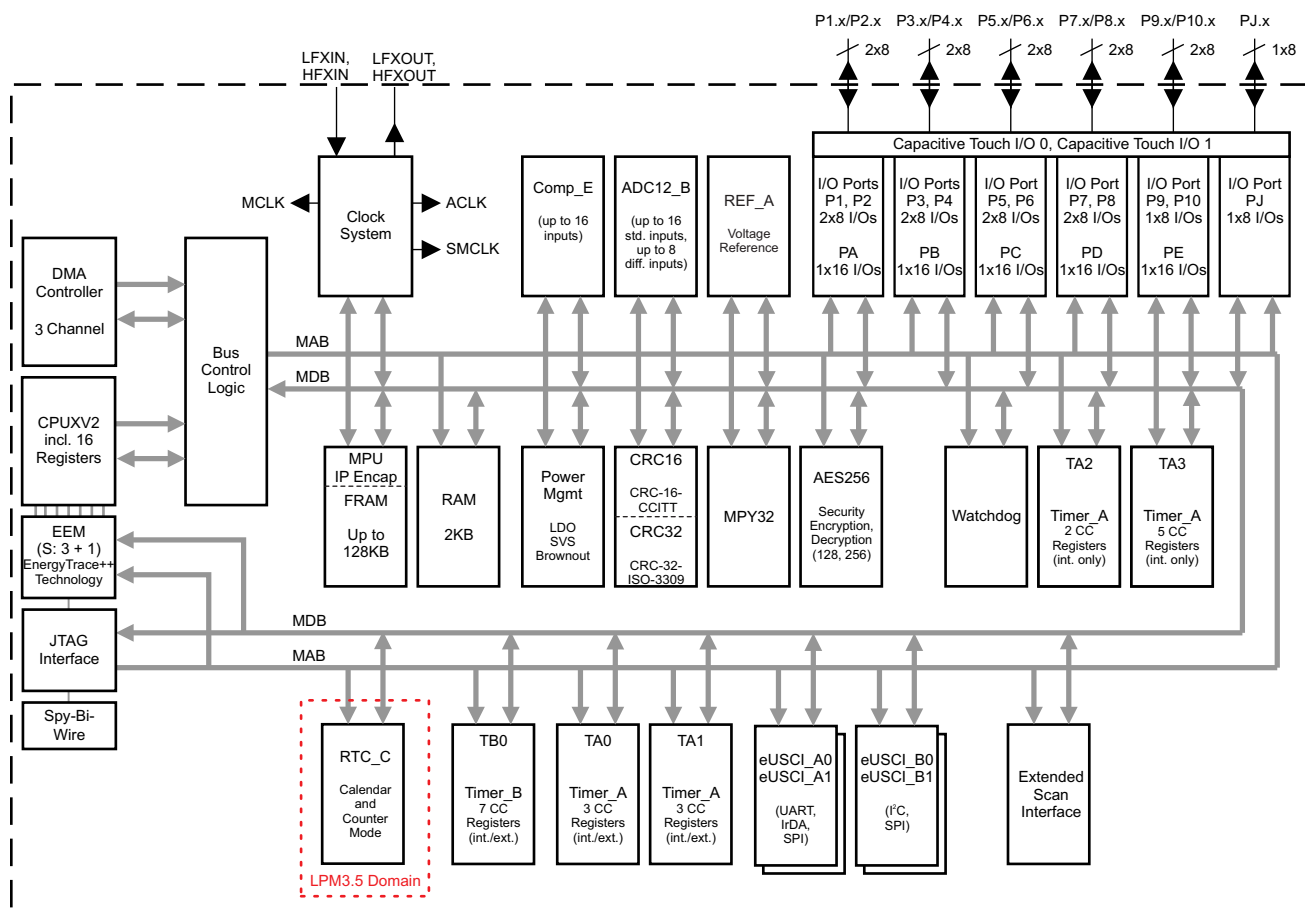 P1.x/P2.x
P3.x/P4.x
P5.x/P6.x
P7.x/P8.x
P9.x/P10.x
PJ.x
2x8
2x8
2x8
2x8
2x8
1x8
LFXIN,
HFXIN
LFXOUT,
HFXOUT
Capacitive Touch I/O 0, Capacitive Touch I/O 1
MCLK
Clock
System
ACLK
SMCLK
Comp_E
(up to 16
inputs)
ADC12_B
(up to 16
std. inputs,
up to 8
diff. inputs)
REF_A
Voltage
Reference
I/O Ports
P1, P2
2x8 I/Os
PA
1x16 I/Os
I/O Ports
P3, P4
2x8 I/Os
PB
1x16 I/Os
I/O Port
P5, P6
2x8 I/Os
PC
1x16 I/Os
I/O Port
P7, P8
2x8 I/Os
PD
1x16 I/Os
I/O Port
P9, P10
1x8 I/Os
PE
1x16 I/Os
I/O Port
PJ
1x8 I/Os
DMA
Controller
3 Channel
Bus
Control
Logic
MAB
MDB
CPUXV2
incl. 16
Registers
MPU
IP Encap
FRAM
Up to
128KB
RAM
2KB
Power
Mgmt
LDO
SVS
Brownout
CRC16
CRC-16-
CCITT
CRC32
CRC-32-
ISO-3309
MPY32
AES256
Security
Encryption,
Decryption
(128, 256)
Watchdog
TA2
Timer_A
2 CC
Registers
(int. only)
TA3
Timer_A
5 CC
Registers
(int. only)
EEM
(S: 3 + 1)
EnergyTrace++
Technology
MDB
MAB
JTAG
Interface
Spy-Bi-
Wire
RTC_C
Calendar
and
Counter
Mode
LPM3.5 Domain
TB0
Timer_B
7 CC
Registers
(int./ext.)
TA0
Timer_A
3 CC
Registers
(int./ext.)
TA1
Timer_A
3 CC
Registers
(int./ext.)
eUSCI_A0
eUSCI_A1
(UART,
IrDA,
SPI)
eUSCI_B0
eUSCI_B1
(I²C,
SPI)
Extended
Scan
Interface